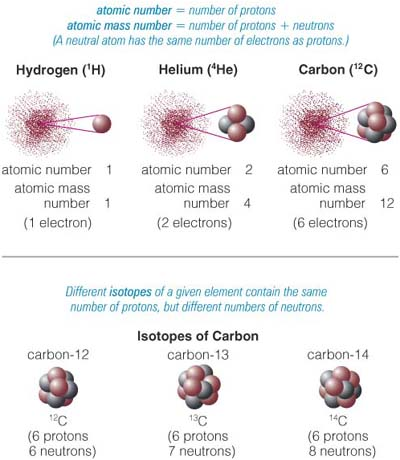 atomic number = number of protons
atomic mass number = number of protons + neutrons
(A neutral atom has the same number of electrons as protons.)
Hydrogen (¹H) Helium (⁴He) Carbon (¹²C)
atomic number 1 atomic number 2 atomic number 6
atomic mass atomic mass atomic mass
number 1 number 4 number 12
(1 electron) (2 electrons) (6 electrons)
Different isotopes of a given element contain the same
number of protons, but different numbers of neutrons.
Isotopes of Carbon
carbon-12 carbon-13 carbon-14
¹²C ¹³C ¹⁴C
(6 protons (6 protons (6 protons
6 neutrons) 7 neutrons) 8 neutrons)